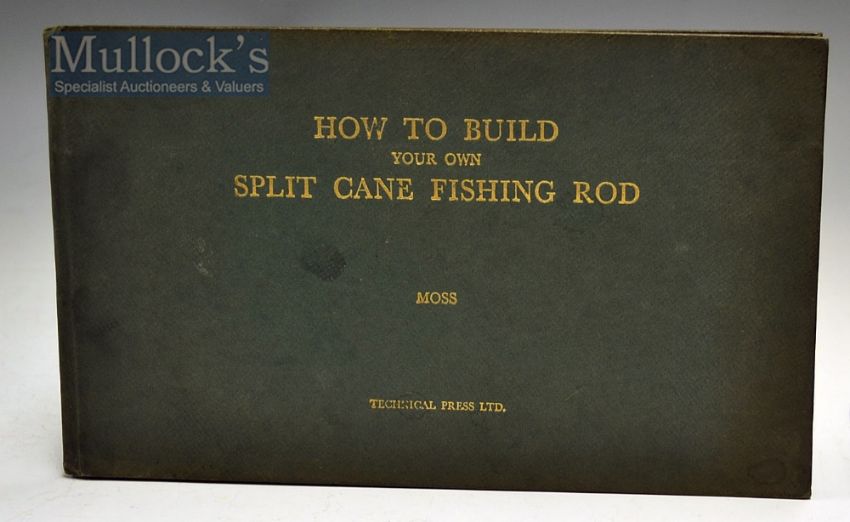 Mullock's
Specialist Auctioneers & Valuers
HOW TO BUILD
YOUR OWN
SPLIT CANE FISHING ROD
MOSS
TECHNICAL PRESS LTD.